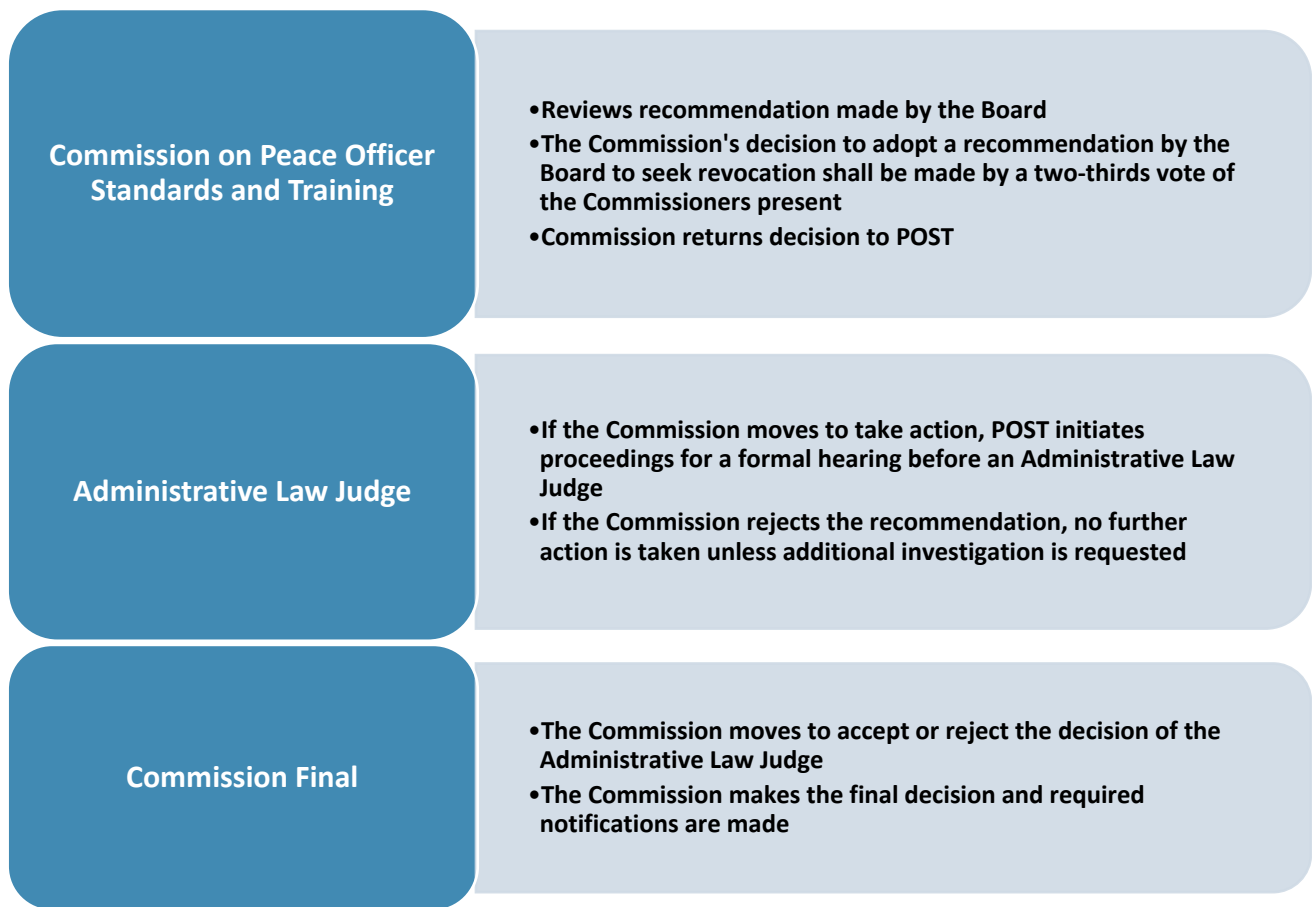 Commission on Peace Officer
Standards and Training
•Reviews recommendation made by the Board
•The Commission's decision to adopt a recommendation by the
Board to seek revocation shall be made by a two-thirds vote of
the Commissioners present
•Commission returns decision to POST
Administrative Law Judge
•If the Commission moves to take action, POST initiates
proceedings for a formal hearing before an Administrative Law
Judge
•If the Commission rejects the recommendation, no further
action is taken unless additional investigation is requested
Commission Final
•The Commission moves to accept or reject the decision of the
Administrative Law Judge
•The Commission makes the final decision and required
notifications are made